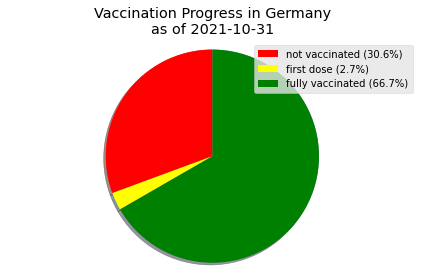 Vaccination Progress in Germany
as of 2021-10-31
not vaccinated (30.6%)
first dose (2.7%)
fully vaccinated (66.7%)